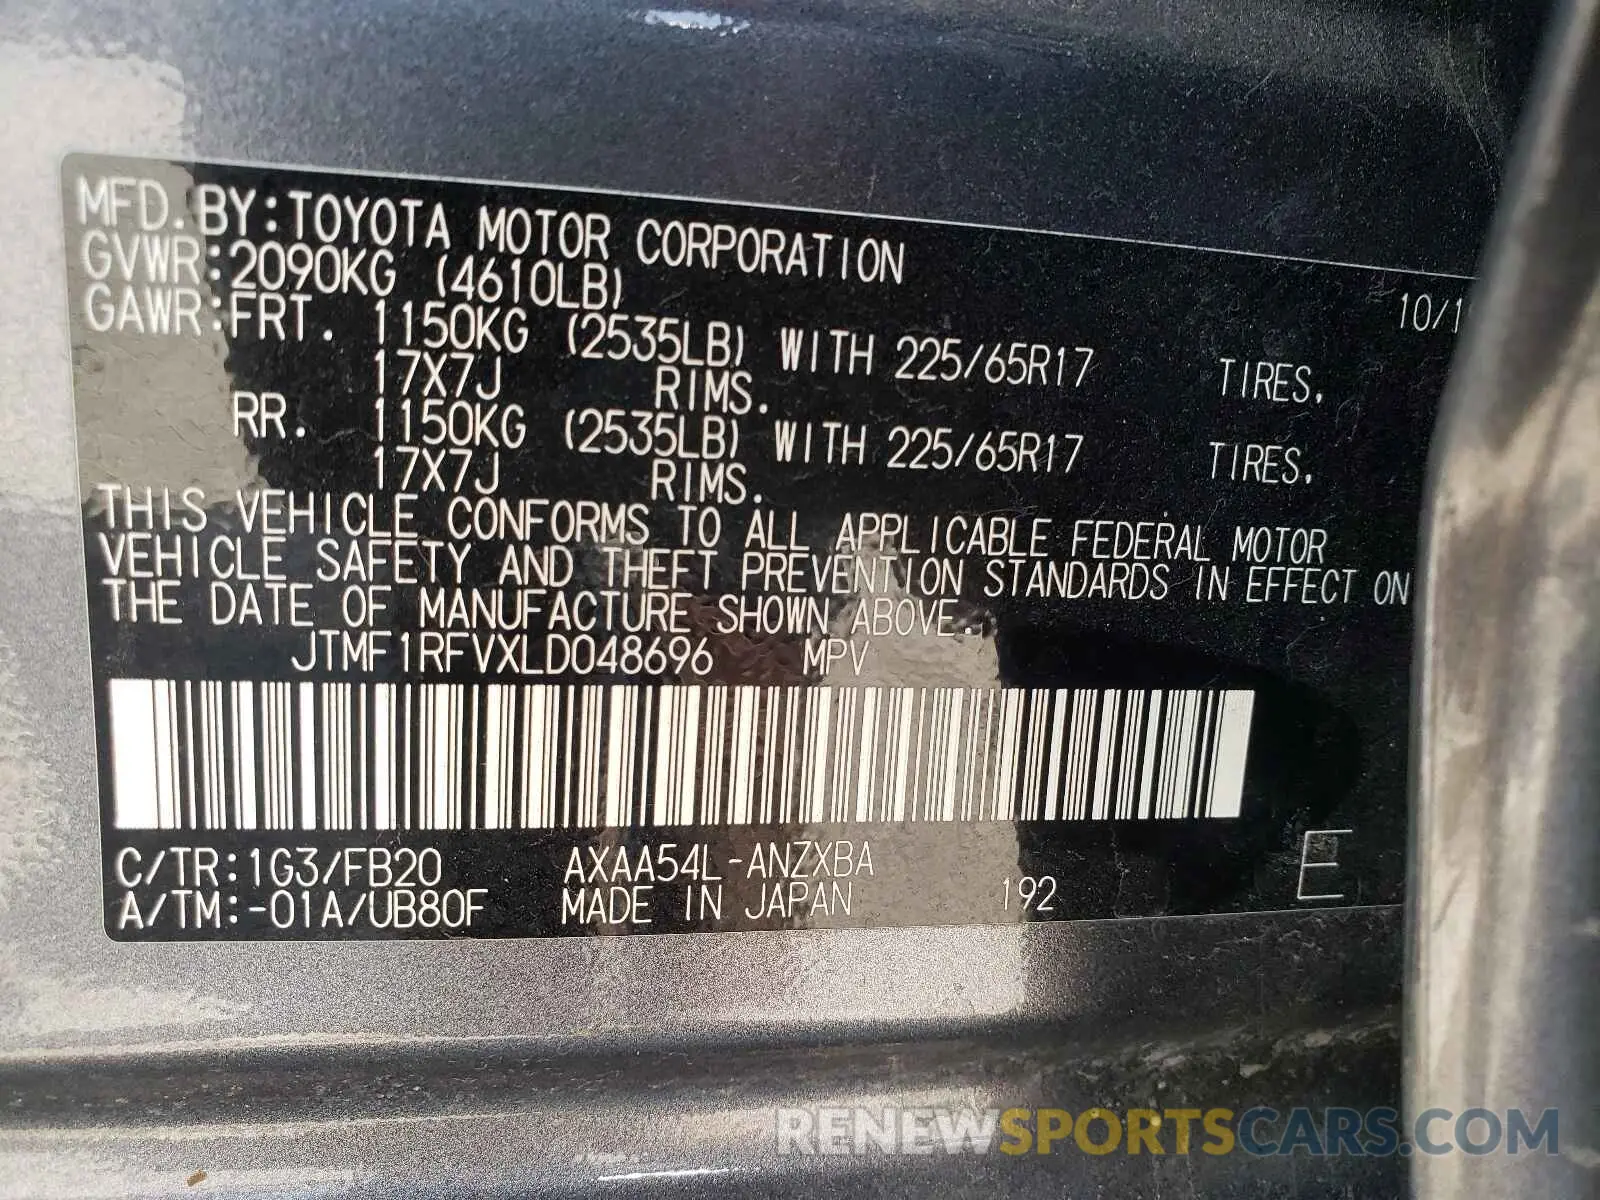 MFD. BY:TOYOTA MOTOR CORPORATION
GVWR:2090KG (4610LB) 10/1
GAWR:FRT. 1150KG (2535LB) WITH 225/65R17 TIRES,
17X7J RIMS.
RR. 1150KG (2535LB) WITH 225/65R17 TIRES,
17X7J RIMS.
THIS VEHICLE CONFORMS TO ALL APPLICABLE FEDERAL MOTOR
VEHICLE SAFETY AND THEFT PREVENTION STANDARDS IN EFFECT ON
THE DATE OF MANUFACTURE SHOWN ABOVE.
JTMF1RFVXLD048696 MPV
C/TR:1G3/FB20 AXAA54L-ANZXBA
A/TM:-01A/UB80F MADE IN JAPAN 192 E
RENEWSPORTSCARS.COM